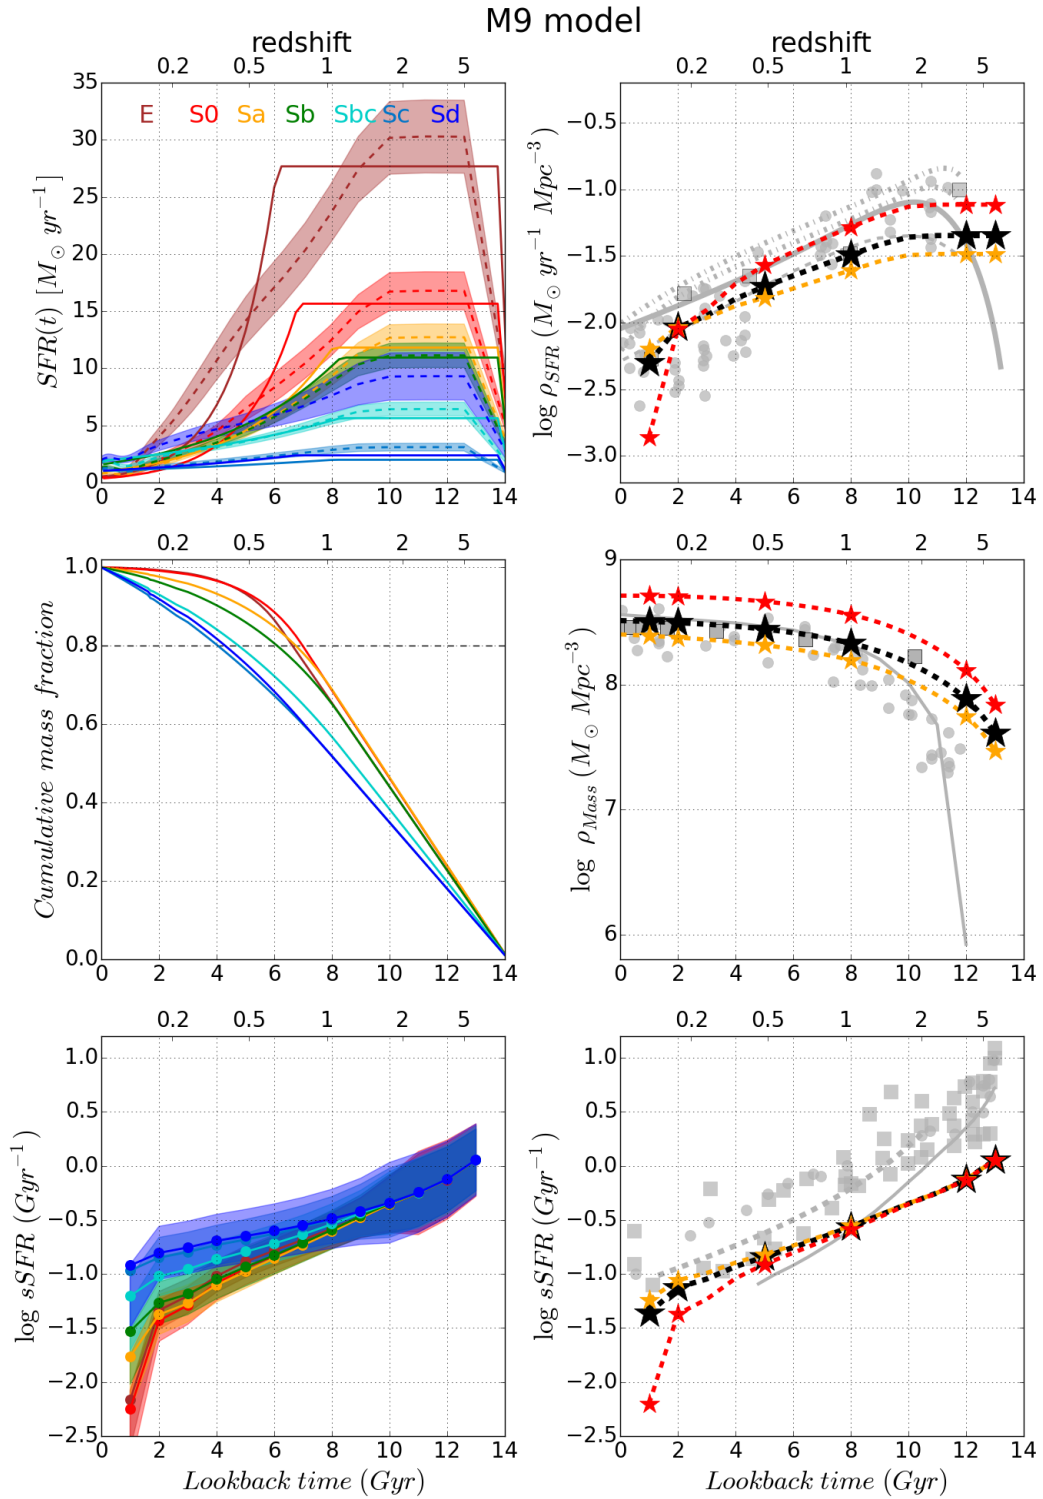 M9 model
redshift
redshift
0.2 0.5 1 2 5
0.2 0.5 1 2 5
35
30
25
20
15
10
5
0
SFR(t) [M⊙ yr⁻¹]
E S0 Sa Sb Sbc Sc Sd
0 2 4 6 8 10 12 14
−0.5
−1.0
−1.5
−2.0
−2.5
−3.0
log ρSFR (M⊙ yr⁻¹ Mpc⁻³)
0 2 4 6 8 10 12 14
0.2 0.5 1 2 5
1.0
0.8
0.6
0.4
0.2
0.0
Cumulative mass fraction
0 2 4 6 8 10 12 14
0.2 0.5 1 2 5
9
8
7
6
log ρMass (M⊙ Mpc⁻³)
0 2 4 6 8 10 12 14
0.2 0.5 1 2 5
1.0
0.5
0.0
−0.5
−1.0
−1.5
−2.0
−2.5
log sSFR (Gyr⁻¹)
0 2 4 6 8 10 12 14
Lookback time (Gyr)
0.2 0.5 1 2 5
1.0
0.5
0.0
−0.5
−1.0
−1.5
−2.0
−2.5
log sSFR (Gyr⁻¹)
0 2 4 6 8 10 12 14
Lookback time (Gyr)